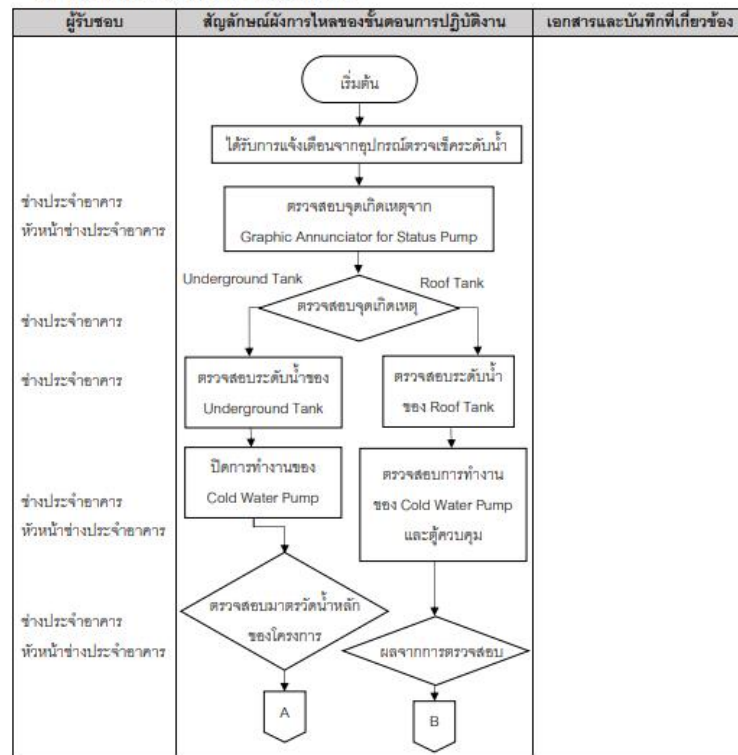 ผู้รับชอบ
สัญลักษณ์ผังการไหลของขั้นตอนการปฏิบัติงาน
เอกสารและบันทึกที่เกี่ยวข้อง
เริ่มต้น
ได้รับการแจ้งเตือนจากอุปกรณ์ตรวจเช็คระดับน้ำ
ช่างประจำอาคาร
หัวหน้าช่างประจำอาคาร
ตรวจสอบจุดเกิดเหตุจาก
Graphic Annunciator for Status Pump
Underground Tank
Roof Tank
ช่างประจำอาคาร
ตรวจสอบจุดเกิดเหตุ
ช่างประจำอาคาร
ตรวจสอบระดับน้ำของ
Underground Tank
ตรวจสอบระดับน้ำ
ของ Roof Tank
ช่างประจำอาคาร
หัวหน้าช่างประจำอาคาร
ปิดการทำงานของ
Cold Water Pump
ตรวจสอบการทำงาน
ของ Cold Water Pump
และตู้ควบคุม
ช่างประจำอาคาร
หัวหน้าช่างประจำอาคาร
ตรวจสอบมาตรวัดน้ำหลัก
ของโครงการ
ผลจากการตรวจสอบ
A
B